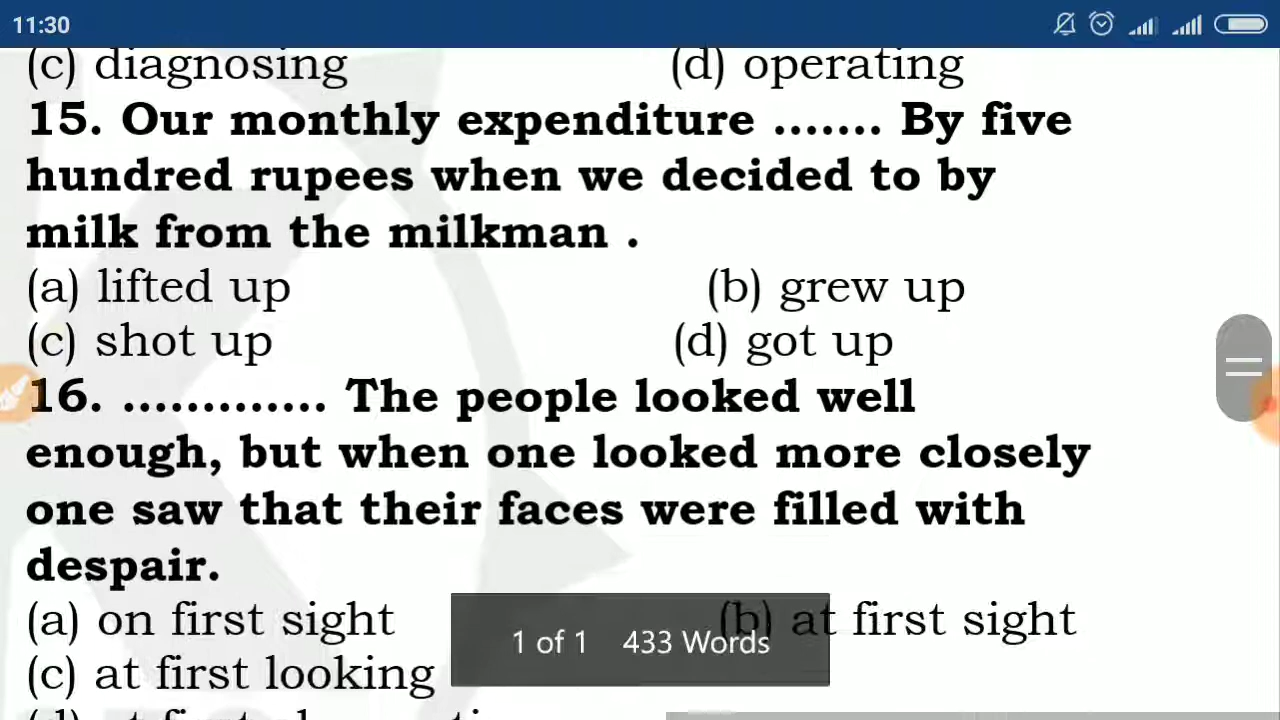 11:30
(c) diagnosing (d) operating
15. Our monthly expenditure ....... By five
hundred rupees when we decided to by
milk from the milkman .
(a) lifted up (b) grew up
(c) shot up (d) got up
16. ............. The people looked well
enough, but when one looked more closely
one saw that their faces were filled with
despair.
(a) on first sight (b) at first sight
1 of 1 433 Words
(c) at first looking